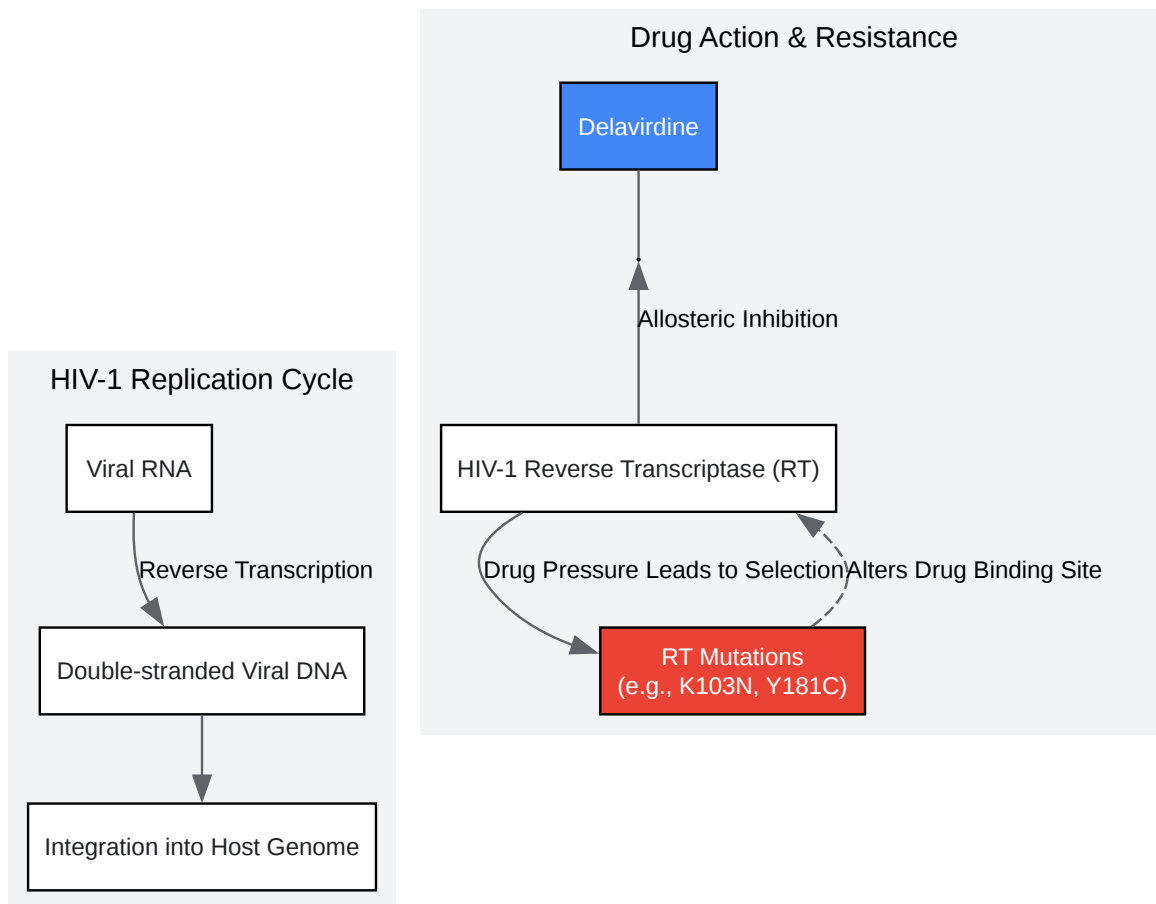 Drug Action & Resistance
Delavirdine
Allosteric Inhibition
HIV-1 Reverse Transcriptase (RT)
Drug Pressure Leads to Selection
Alters Drug Binding Site
RT Mutations
(e.g., K103N, Y181C)
HIV-1 Replication Cycle
Viral RNA
Reverse Transcription
Double-stranded Viral DNA
Integration into Host Genome